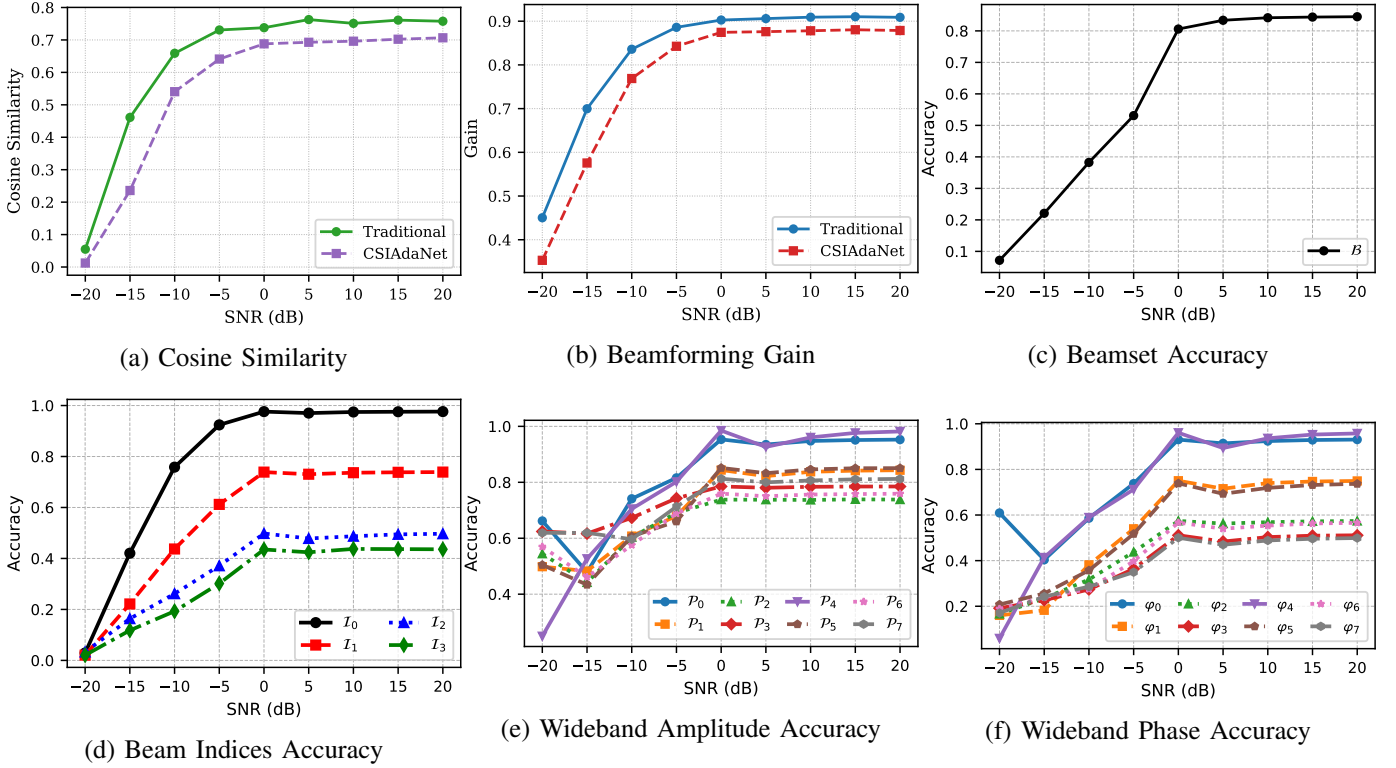 0.8
0.7
0.6
0.5
0.4
0.3
0.2
0.1
0.0
Cosine Similarity
Traditional
CSIAdaNet
−20 −15 −10 −5 0 5 10 15 20
SNR (dB)
(a) Cosine Similarity
0.9
0.8
0.7
0.6
0.5
0.4
Gain
Traditional
CSIAdaNet
−20 −15 −10 −5 0 5 10 15 20
SNR (dB)
(b) Beamforming Gain
0.8
0.7
0.6
0.5
0.4
0.3
0.2
0.1
Accuracy
ℬ
−20 −15 −10 −5 0 5 10 15 20
SNR (dB)
(c) Beamset Accuracy
1.0
0.8
0.6
0.4
0.2
0.0
Accuracy
ℐ₀ ℐ₂
ℐ₁ ℐ₃
−20 −15 −10 −5 0 5 10 15 20
SNR (dB)
(d) Beam Indices Accuracy
1.0
0.8
0.6
0.4
Accuracy
𝒫₀ 𝒫₂ 𝒫₄ 𝒫₆
𝒫₁ 𝒫₃ 𝒫₅ 𝒫₇
−20 −15 −10 −5 0 5 10 15 20
SNR (dB)
(e) Wideband Amplitude Accuracy
1.0
0.8
0.6
0.4
0.2
Accuracy
φ₀ φ₂ φ₄ φ₆
φ₁ φ₃ φ₅ φ₇
−20 −15 −10 −5 0 5 10 15 20
SNR (dB)
(f) Wideband Phase Accuracy